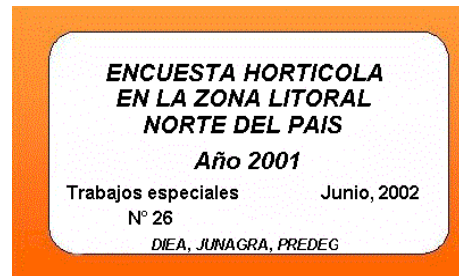 ENCUESTA HORTICOLA
EN LA ZONA LITORAL
NORTE DEL PAIS
Año 2001
Trabajos especiales Junio, 2002
N° 26
DIEA, JUNAGRA, PREDEG